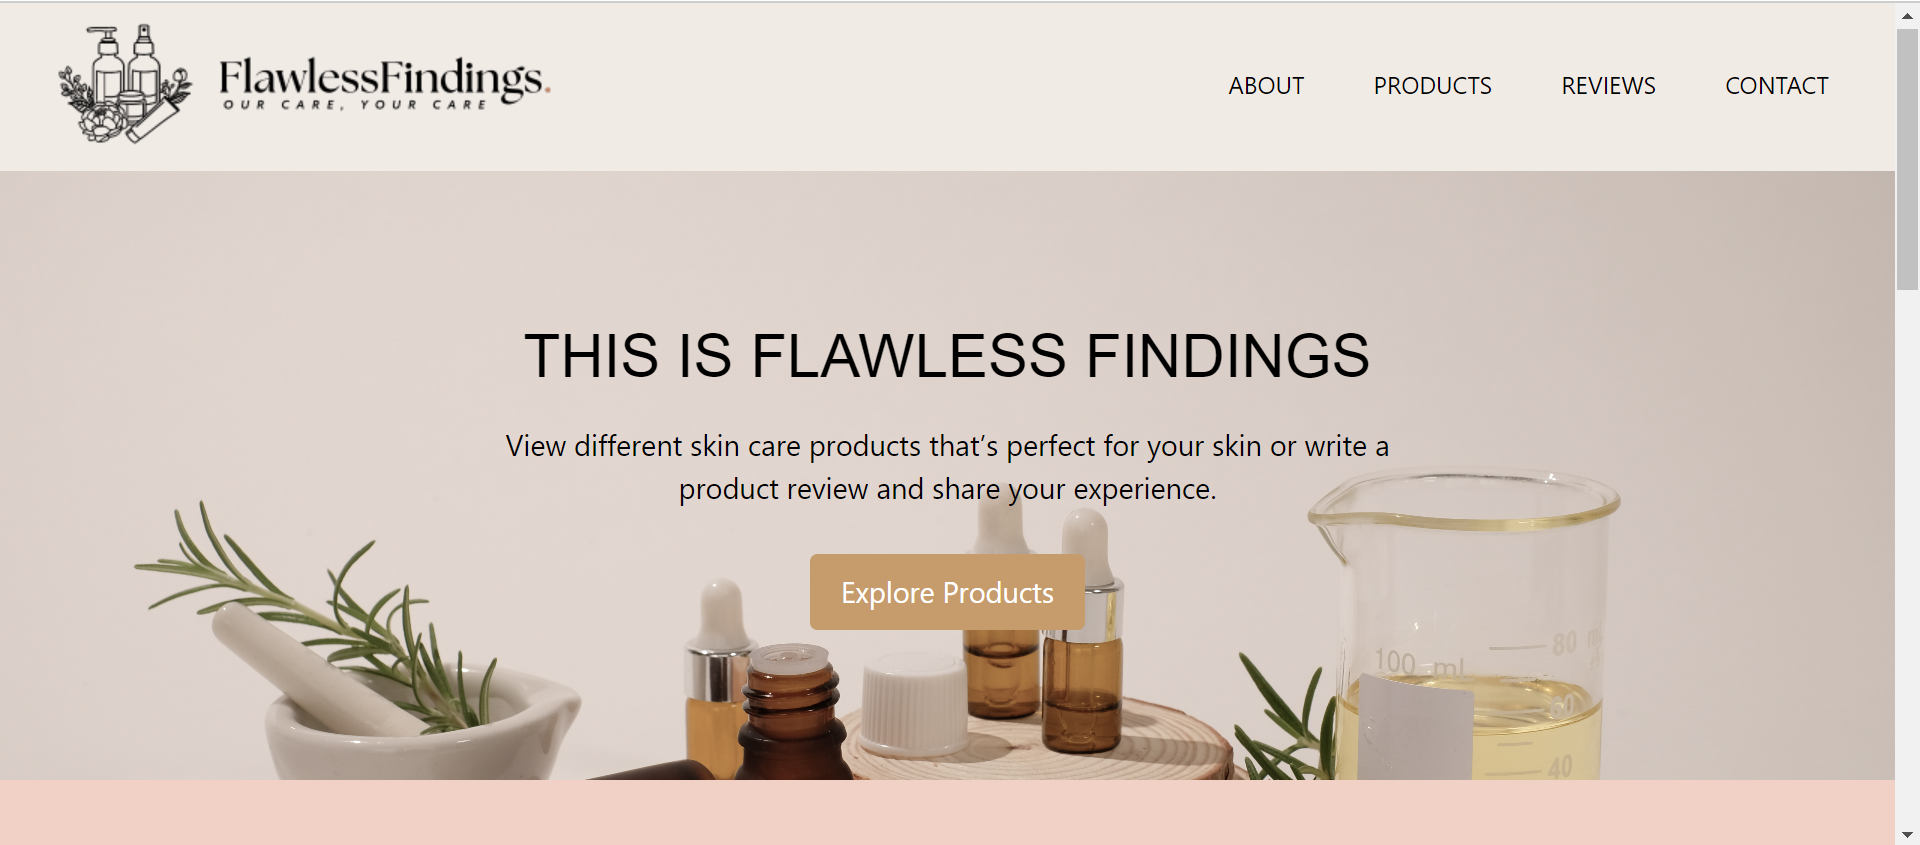 FlawlessFindings.
OUR CARE, YOUR CARE
ABOUT PRODUCTS REVIEWS CONTACT
THIS IS FLAWLESS FINDINGS
View different skin care products that’s perfect for your skin or write a
product review and share your experience.
Explore Products
100 ml
80
60
40